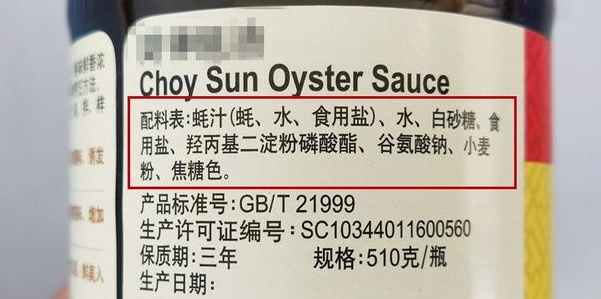 Choy Sun Oyster Sauce
配料表:蚝汁(蚝、水、食用盐)、水、白砂糖、食
用盐、羟丙基二淀粉磷酸酯、谷氨酸钠、小麦
粉、焦糖色。
产品标准号:GB/T 21999
生产许可证编号:SC10344011600560
保质期:三年 规格:510克/瓶
生产日期: